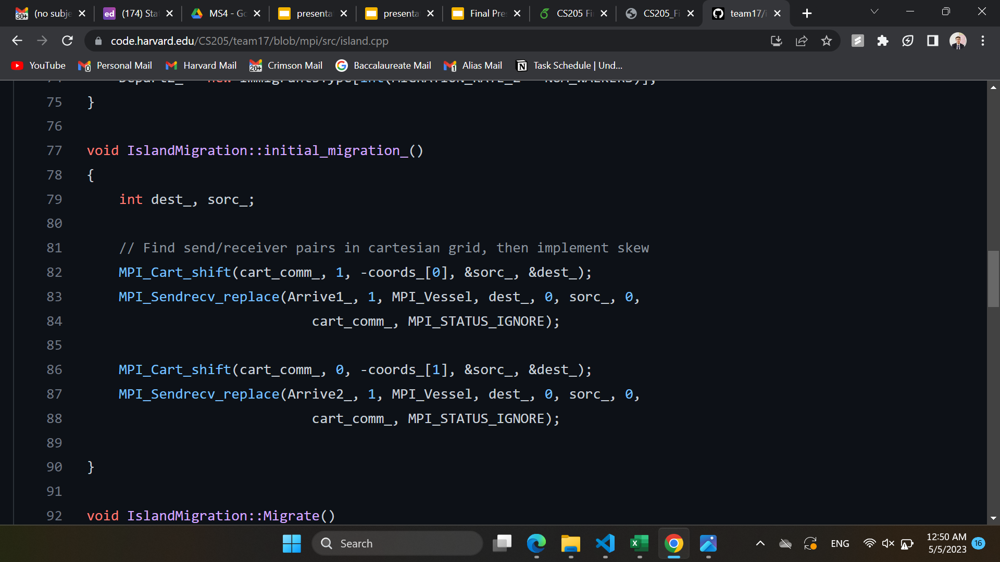 (no subje
(174) Sta
MS4 - Go
presenta
presenta
Final Pre
CS205 Fi
CS205_Fi
team17/i
code.harvard.edu/CS205/team17/blob/mpi/src/island.cpp
YouTube
Personal Mail
Harvard Mail
Crimson Mail
Baccalaureate Mail
Alias Mail
Task Schedule | Und...
75 }
76
77 void IslandMigration::initial_migration_()
78 {
79 int dest_, sorc_;
80
81 // Find send/receiver pairs in cartesian grid, then implement skew
82 MPI_Cart_shift(cart_comm_, 1, -coords_[0], &sorc_, &dest_);
83 MPI_Sendrecv_replace(Arrive1_, 1, MPI_Vessel, dest_, 0, sorc_, 0,
84 cart_comm_, MPI_STATUS_IGNORE);
85
86 MPI_Cart_shift(cart_comm_, 0, -coords_[1], &sorc_, &dest_);
87 MPI_Sendrecv_replace(Arrive2_, 1, MPI_Vessel, dest_, 0, sorc_, 0,
88 cart_comm_, MPI_STATUS_IGNORE);
89
90 }
91
92 void IslandMigration::Migrate()
Search
ENG
12:50 AM
5/5/2023
16